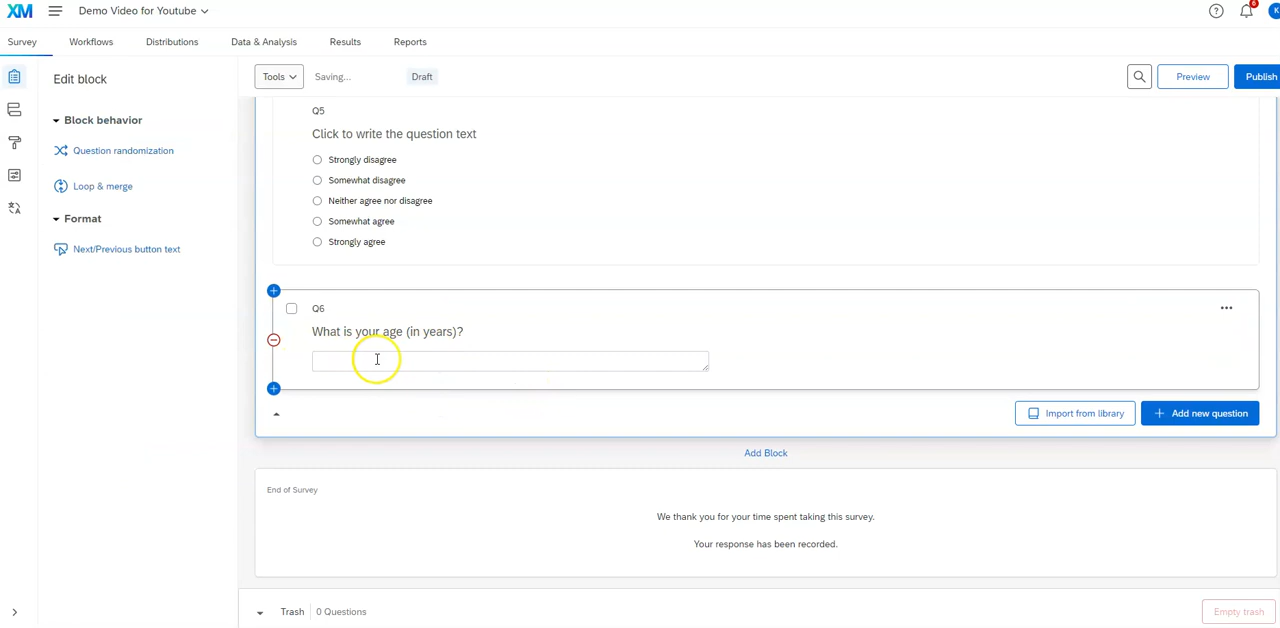 XM
Demo Video for Youtube
6
K
Survey
Workflows
Distributions
Data & Analysis
Results
Reports
Edit block
Block behavior
Question randomization
Loop & merge
Format
Next/Previous button text
Tools
Saving...
Draft
Preview
Publish
Q5
Click to write the question text
Strongly disagree
Somewhat disagree
Neither agree nor disagree
Somewhat agree
Strongly agree
Q6
What is your age (in years)?
Import from library
Add new question
Add Block
End of Survey
We thank you for your time spent taking this survey.
Your response has been recorded.
Trash
0 Questions
Empty trash